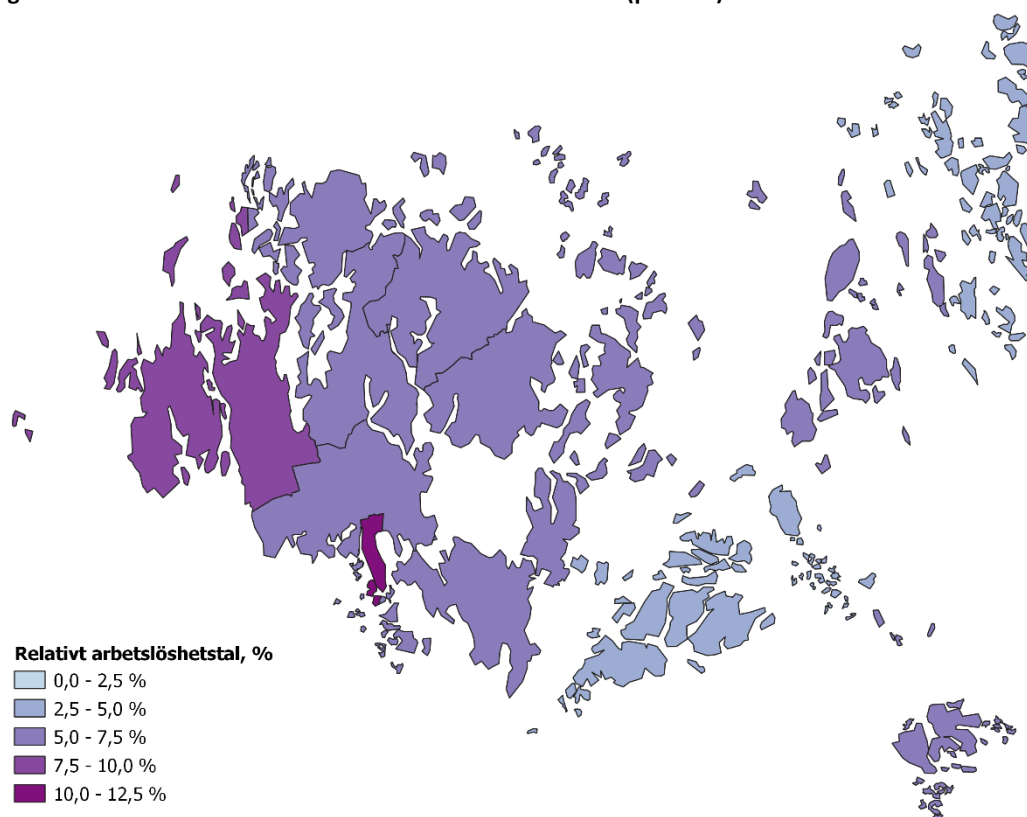 Relativt arbetslöshetstal, %
0,0 - 2,5 %
2,5 - 5,0 %
5,0 - 7,5 %
7,5 - 10,0 %
10,0 - 12,5 %